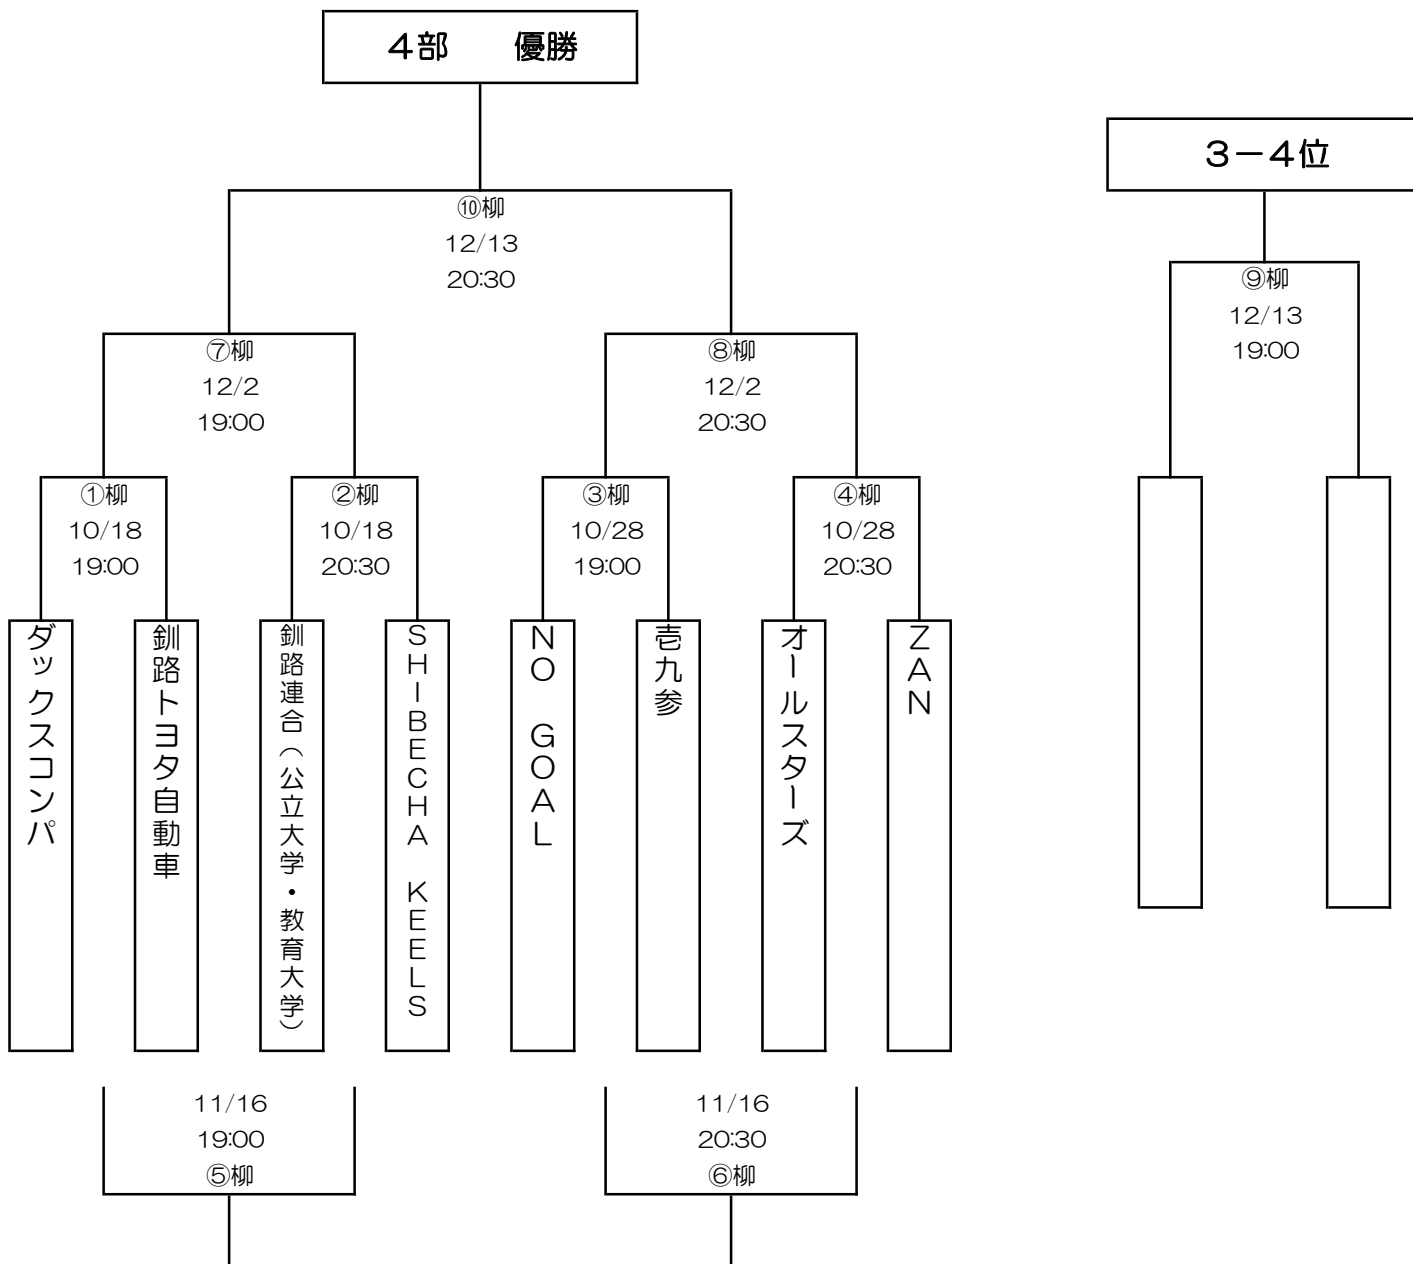 ４部　優勝
３－４位
⑩柳
12/13
20:30
⑨柳
12/13
19:00
⑦柳
12/2
19:00
⑧柳
12/2
20:30
①柳
10/18
19:00
②柳
10/18
20:30
③柳
10/28
19:00
④柳
10/28
20:30
ダックスコンパ
釧路トヨタ自動車
釧路連合（公立大学・教育大学）
ＳＨＩＢＥＣＨＡ　ＫＥＥＬＳ
ＮＯ　ＧＯＡＬ
壱九参
オールスターズ
ＺＡＮ
11/16
19:00
⑤柳
11/16
20:30
⑥柳